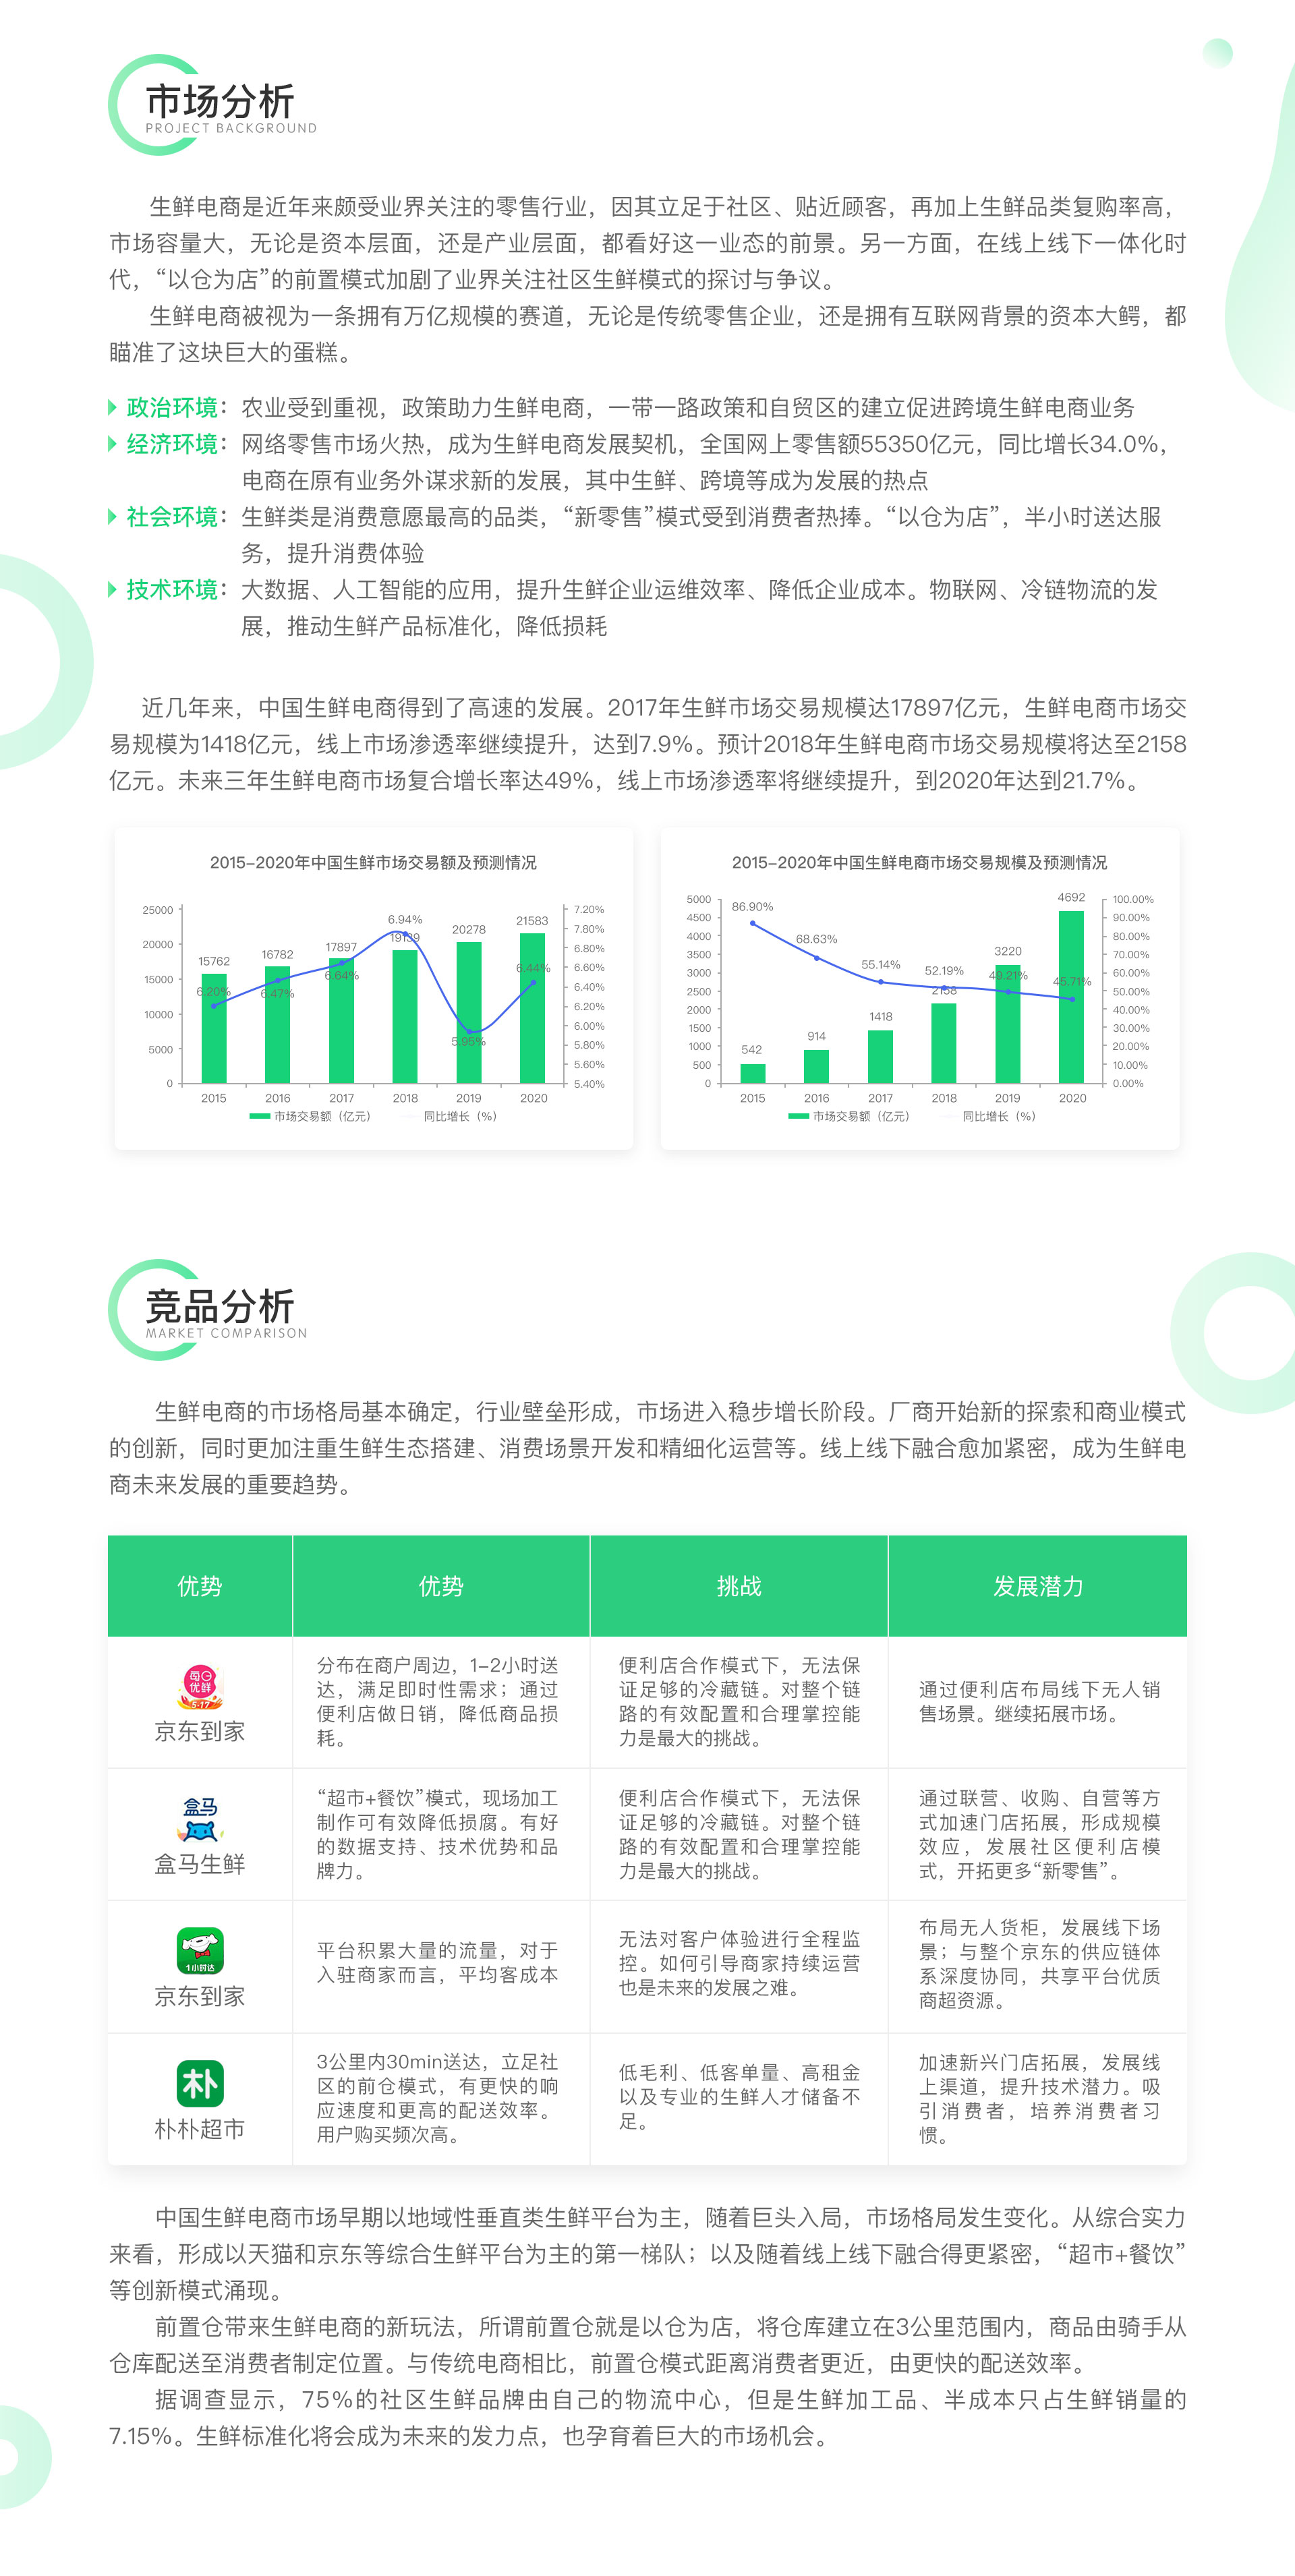 市场分析
PROJECT BACKGROUND
生鲜电商是近年来颇受业界关注的零售行业，因其立足于社区、贴近顾客，再加上生鲜品类复购率高，
市场容量大，无论是资本层面，还是产业层面，都看好这一业态的前景。另一方面，在线上线下一体化时
代，“以仓为店”的前置模式加剧了业界关注社区生鲜模式的探讨与争议。
生鲜电商被视为一条拥有万亿规模的赛道，无论是传统零售企业，还是拥有互联网背景的资本大鳄，都
瞄准了这块巨大的蛋糕。
政治环境：农业受到重视，政策助力生鲜电商，一带一路政策和自贸区的建立促进跨境生鲜电商业务
经济环境：网络零售市场火热，成为生鲜电商发展契机，全国网上零售额55350亿元，同比增长34.0%，
电商在原有业务外谋求新的发展，其中生鲜、跨境等成为发展的热点
社会环境：生鲜类是消费意愿最高的品类，“新零售”模式受到消费者热捧。“以仓为店”，半小时送达服
务，提升消费体验
技术环境：大数据、人工智能的应用，提升生鲜企业运维效率、降低企业成本。物联网、冷链物流的发
展，推动生鲜产品标准化，降低损耗
近几年来，中国生鲜电商得到了高速的发展。2017年生鲜市场交易规模达17897亿元，生鲜电商市场交
易规模为1418亿元，线上市场渗透率继续提升，达到7.9%。预计2018年生鲜电商市场交易规模将达至2158
亿元。未来三年生鲜电商市场复合增长率达49%，线上市场渗透率将继续提升，到2020年达到21.7%。
2015-2020年中国生鲜市场交易额及预测情况
25000
20000
15000
10000
5000
0
15762
16782
17897
19139
20278
21583
6.20%
6.47%
6.64%
6.94%
5.95%
6.44%
7.20%
7.80%
6.80%
6.60%
6.40%
6.20%
6.00%
5.80%
5.60%
5.40%
2015 2016 2017 2018 2019 2020
市场交易额（亿元） 同比增长（%）
2015-2020年中国生鲜电商市场交易规模及预测情况
5000
4500
4000
3500
3000
2500
2000
1500
1000
500
0
86.90%
68.63%
55.14%
52.19%
49.21%
45.71%
542
914
1418
2158
3220
4692
100.00%
90.00%
80.00%
70.00%
60.00%
50.00%
40.00%
30.00%
20.00%
10.00%
0.00%
2015 2016 2017 2018 2019 2020
市场交易额（亿元） 同比增长（%）
竞品分析
MARKET COMPARISON
生鲜电商的市场格局基本确定，行业壁垒形成，市场进入稳步增长阶段。厂商开始新的探索和商业模式
的创新，同时更加注重生鲜生态搭建、消费场景开发和精细化运营等。线上线下融合愈加紧密，成为生鲜电
商未来发展的重要趋势。
优势 优势 挑战 发展潜力
每日
优鲜
5·17
京东到家
分布在商户周边，1-2小时送
达，满足即时性需求；通过
便利店做日销，降低商品损
耗。
便利店合作模式下，无法保
证足够的冷藏链。对整个链
路的有效配置和合理掌控能
力是最大的挑战。
通过便利店布局线下无人销
售场景。继续拓展市场。
盒马
盒马生鲜
“超市+餐饮”模式，现场加工
制作可有效降低损腐。有好
的数据支持、技术优势和品
牌力。
便利店合作模式下，无法保
证足够的冷藏链。对整个链
路的有效配置和合理掌控能
力是最大的挑战。
通过联营、收购、自营等方
式加速门店拓展，形成规模
效应，发展社区便利店模
式，开拓更多“新零售”。
1小时达
京东到家
平台积累大量的流量，对于
入驻商家而言，平均客成本
无法对客户体验进行全程监
控。如何引导商家持续运营
也是未来的发展之难。
布局无人货柜，发展线下场
景；与整个京东的供应链体
系深度协同，共享平台优质
商超资源。
朴
朴朴超市
3公里内30min送达，立足社
区的前仓模式，有更快的响
应速度和更高的配送效率。
用户购买频次高。
低毛利、低客单量、高租金
以及专业的生鲜人才储备不
足。
加速新兴门店拓展，发展线
上渠道，提升技术潜力。吸
引消费者，培养消费者习
惯。
中国生鲜电商市场早期以地域性垂直类生鲜平台为主，随着巨头入局，市场格局发生变化。从综合实力
来看，形成以天猫和京东等综合生鲜平台为主的第一梯队；以及随着线上线下融合得更紧密，“超市+餐饮”
等创新模式涌现。
前置仓带来生鲜电商的新玩法，所谓前置仓就是以仓为店，将仓库建立在3公里范围内，商品由骑手从
仓库配送至消费者制定位置。与传统电商相比，前置仓模式距离消费者更近，由更快的配送效率。
据调查显示，75%的社区生鲜品牌由自己的物流中心，但是生鲜加工品、半成本只占生鲜销量的
7.15%。生鲜标准化将会成为未来的发力点，也孕育着巨大的市场机会。